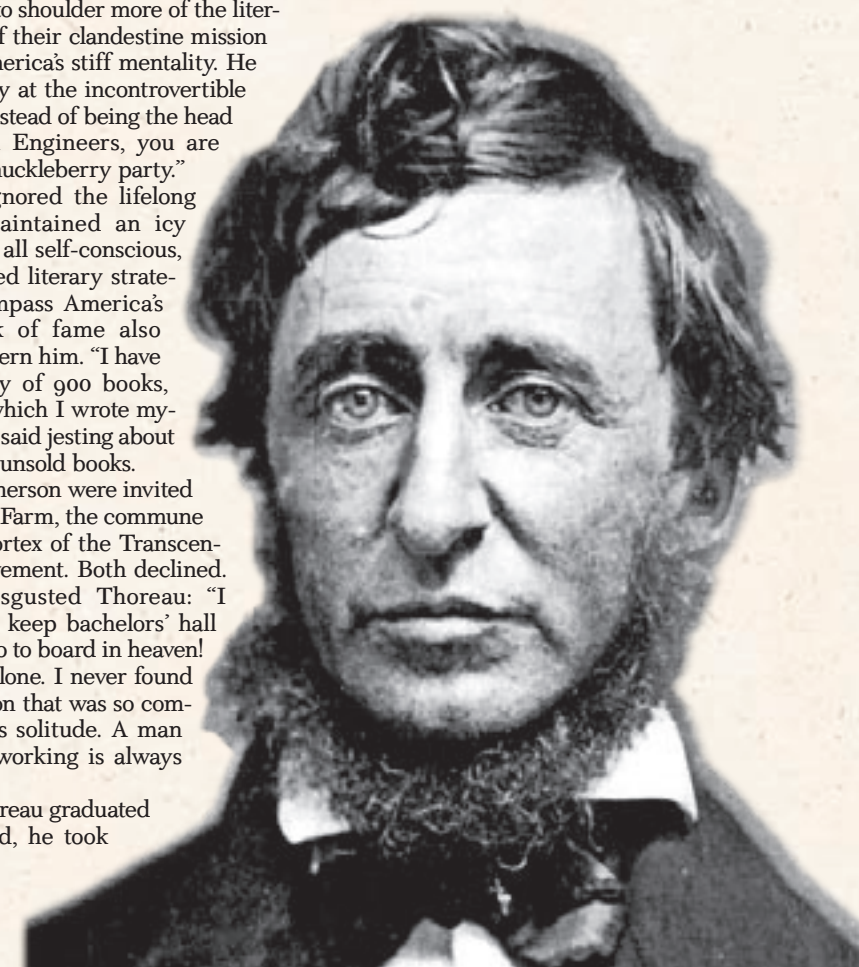 to shoulder more of the liter-
f their clandestine mission
merica's stiff mentality. He
y at the incontrovertible
stead of being the head
Engineers, you are
huckleberry party.”
gnored the lifelong
aintained an icy
all self-conscious,
ed literary strate-
mpass America's
k of fame also
ern him. “I have
y of 900 books,
which I wrote my-
said jesting about
unsold books.
merson were invited
Farm, the commune
ortex of the Transcen-
vement. Both declined.
sgusted Thoreau: “I
keep bachelors' hall
o to board in heaven!
lone. I never found
on that was so com-
s solitude. A man
working is always
reau graduated
d, he took